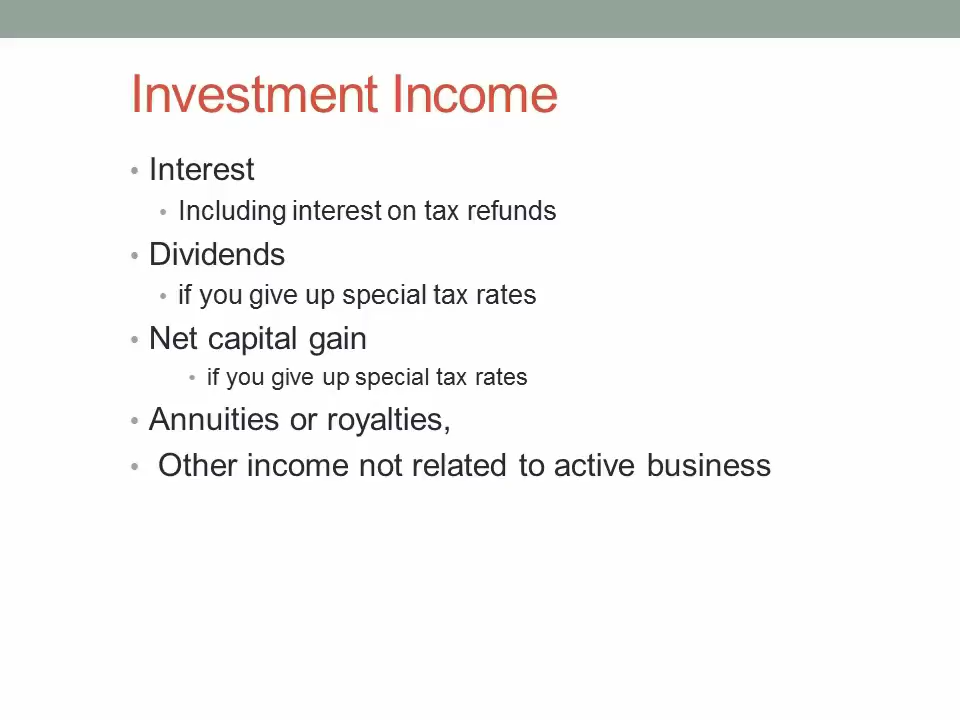 Investment Income
• Interest
• Including interest on tax refunds
• Dividends
• if you give up special tax rates
• Net capital gain
• if you give up special tax rates
• Annuities or royalties,
• Other income not related to active business